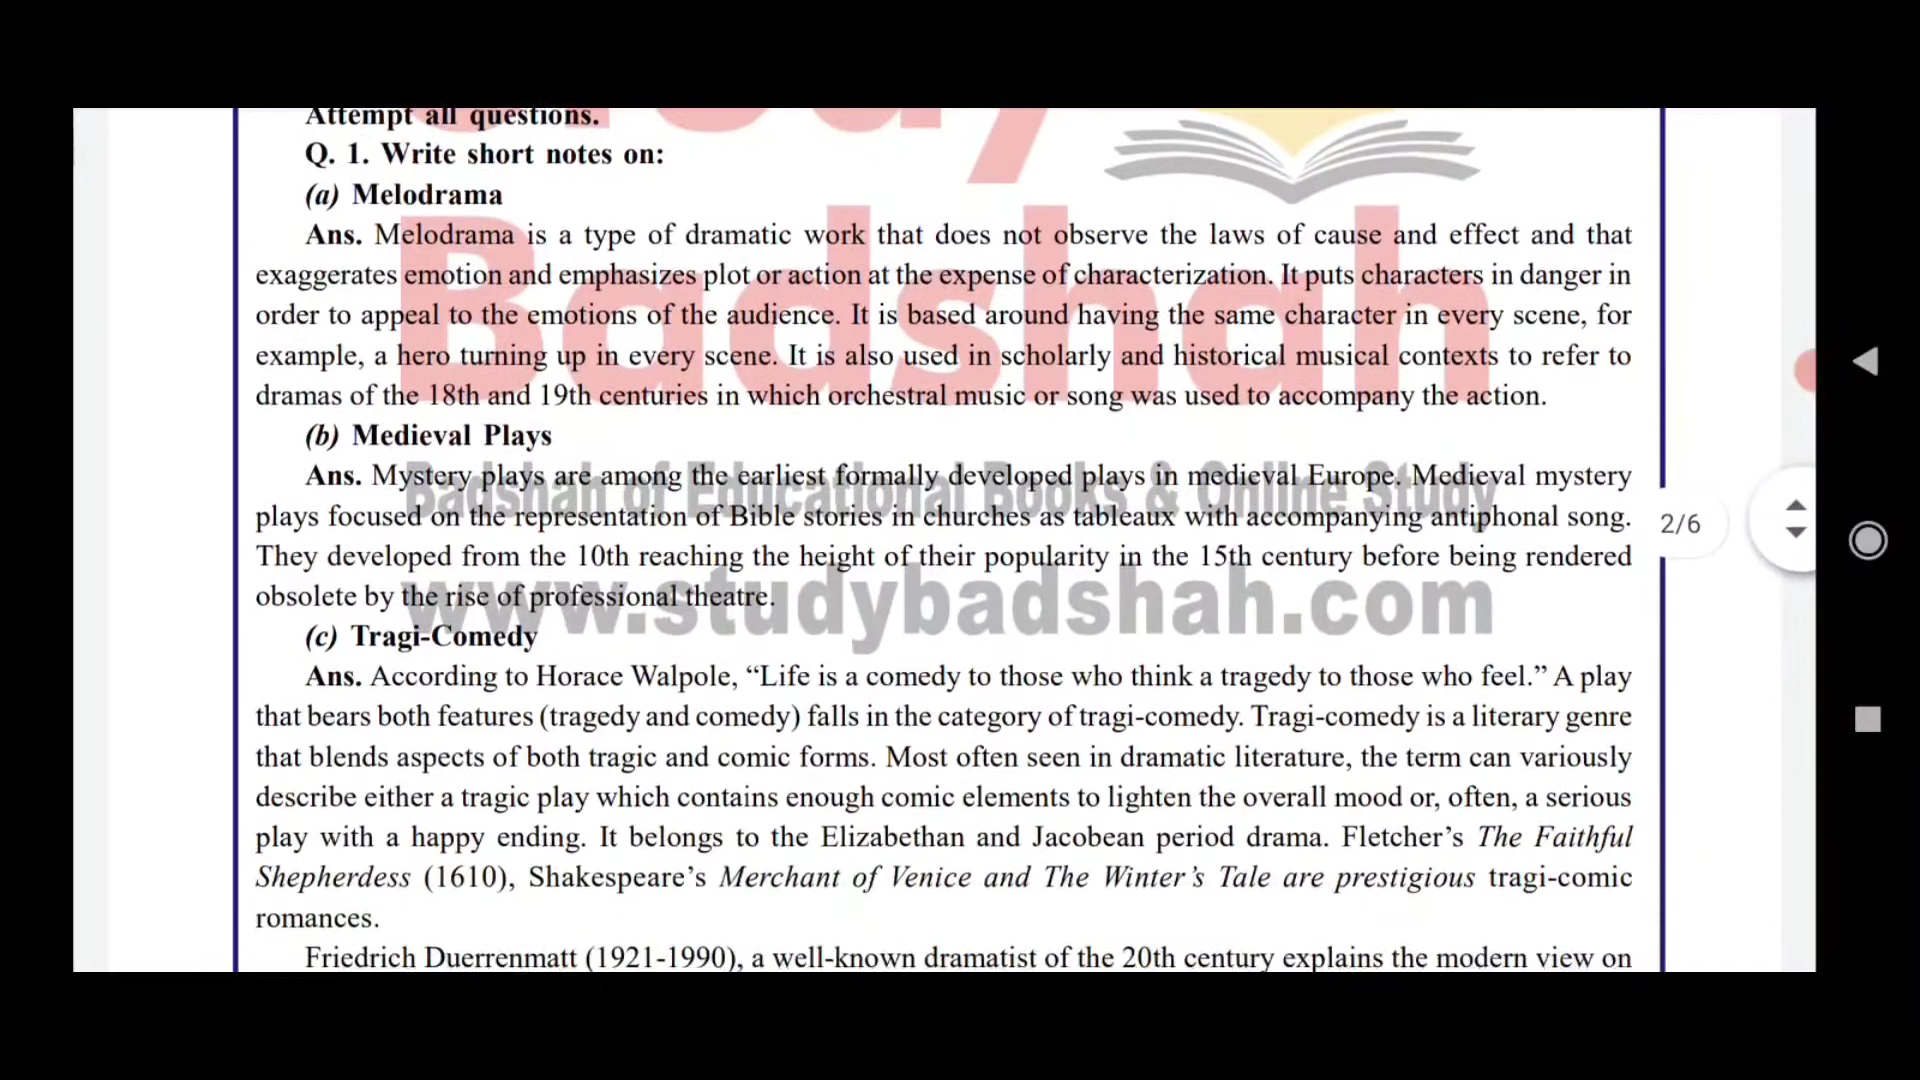 Attempt all questions.
Q. 1. Write short notes on:
(a) Melodrama
Ans. Melodrama is a type of dramatic work that does not observe the laws of cause and effect and that
exaggerates emotion and emphasizes plot or action at the expense of characterization. It puts characters in danger in
order to appeal to the emotions of the audience. It is based around having the same character in every scene, for
example, a hero turning up in every scene. It is also used in scholarly and historical musical contexts to refer to
dramas of the 18th and 19th centuries in which orchestral music or song was used to accompany the action.
(b) Medieval Plays
Ans. Mystery plays are among the earliest formally developed plays in medieval Europe. Medieval mystery
plays focused on the representation of Bible stories in churches as tableaux with accompanying antiphonal song.
They developed from the 10th reaching the height of their popularity in the 15th century before being rendered
obsolete by the rise of professional theatre.
(c) Tragi-Comedy
Ans. According to Horace Walpole, “Life is a comedy to those who think a tragedy to those who feel.” A play
that bears both features (tragedy and comedy) falls in the category of tragi-comedy. Tragi-comedy is a literary genre
that blends aspects of both tragic and comic forms. Most often seen in dramatic literature, the term can variously
describe either a tragic play which contains enough comic elements to lighten the overall mood or, often, a serious
play with a happy ending. It belongs to the Elizabethan and Jacobean period drama. Fletcher’s The Faithful
Shepherdess (1610), Shakespeare’s Merchant of Venice and The Winter’s Tale are prestigious tragi-comic
romances.
Friedrich Duerrenmatt (1921-1990), a well-known dramatist of the 20th century explains the modern view on
Badshah
Badshah of Educational Books & Online Study
www.studybadshah.com
2/6